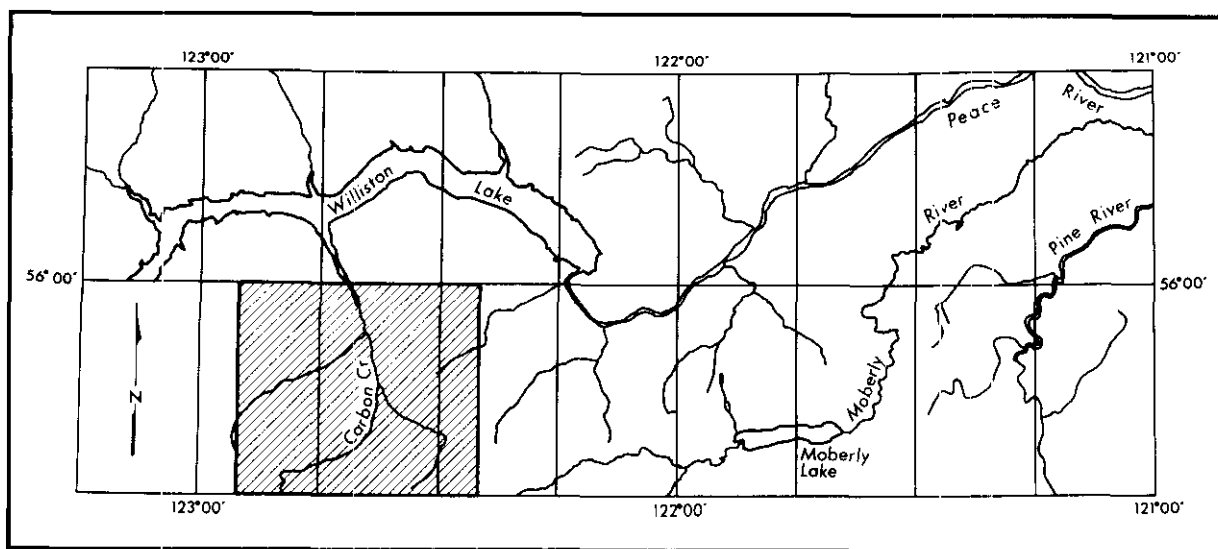 123°00'
122°00'
121°00'
Peace
River
Williston
Lake
River
Pine River
56°00'
56°00'
N
Carbon Cr.
Moberly
Moberly
Lake
123°00'
122°00'
121°00'